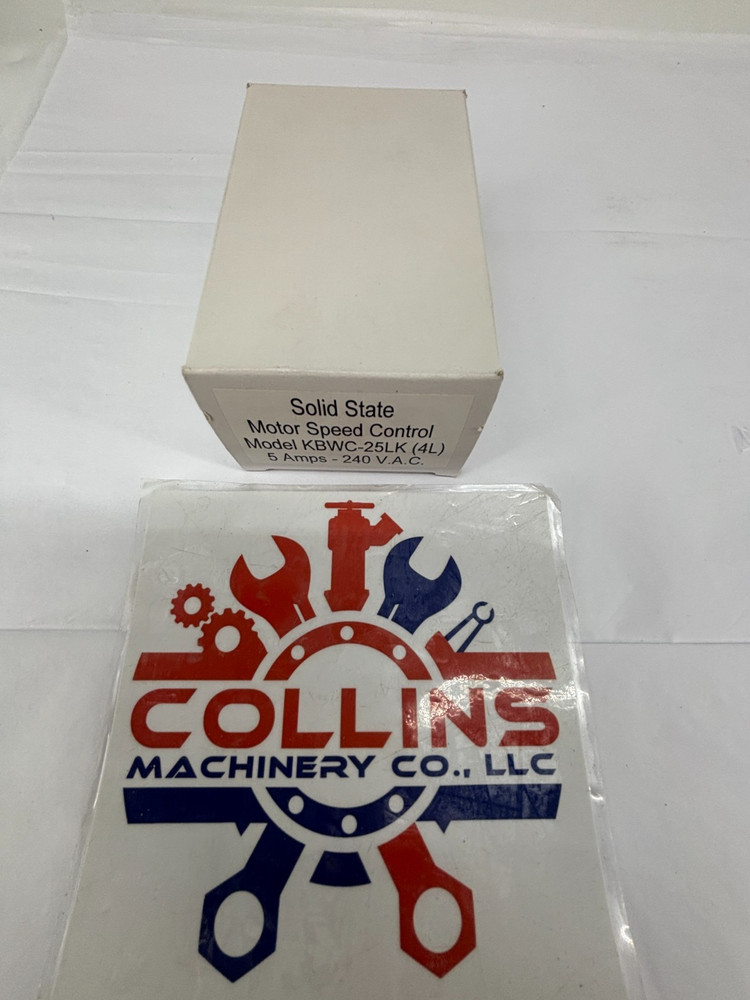 Solid State
Motor Speed Control
Model KBWC-25LK (4L)
5 Amps - 240 V.A.C.
COLLINS
MACHINERY CO., LLC